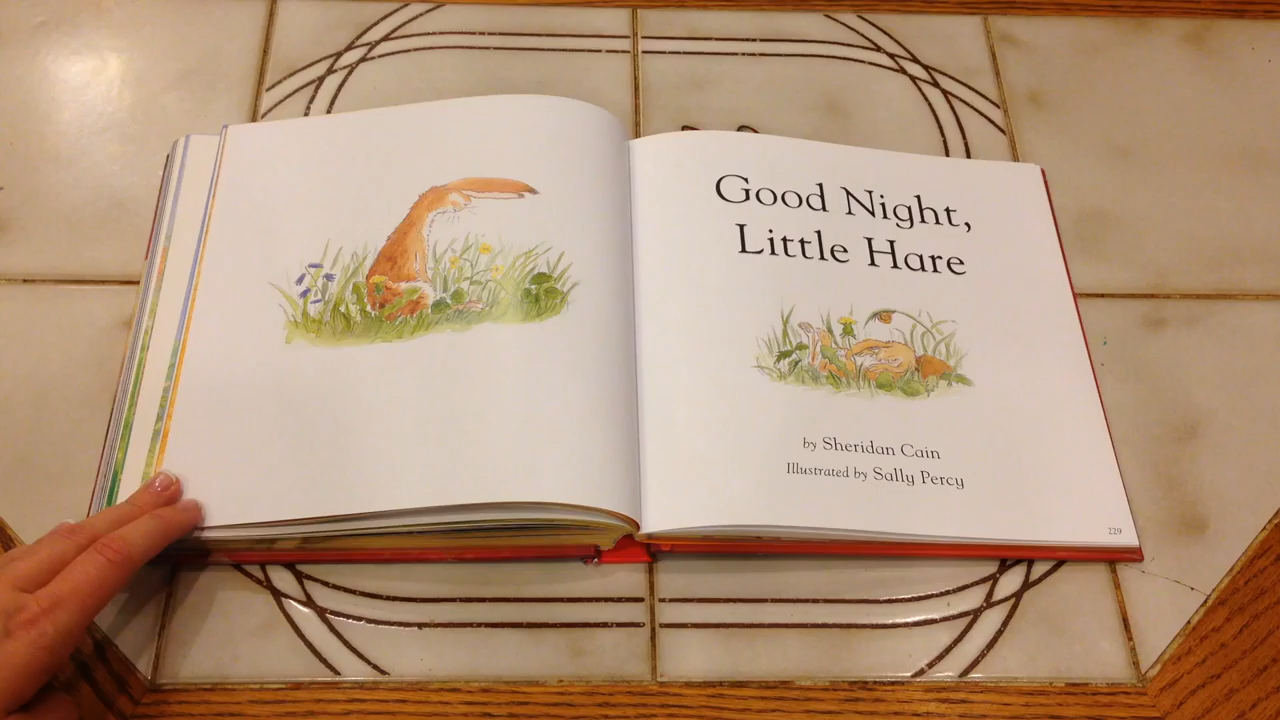 Good Night,
Little Hare
by Sheridan Cain
Illustrated by Sally Percy
229